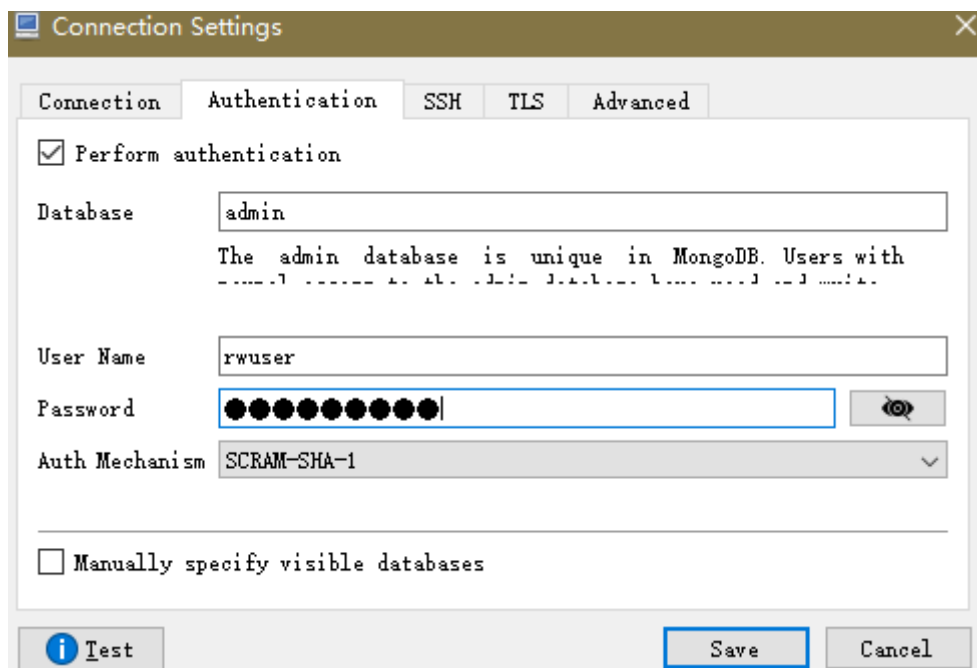 Connection Settings
Connection Authentication SSH TLS Advanced
Perform authentication
Database admin
The admin database is unique in MongoDB. Users with
User Name rwuser
Password ●●●●●●●●●
Auth Mechanism SCRAM-SHA-1
Manually specify visible databases
Test Save Cancel